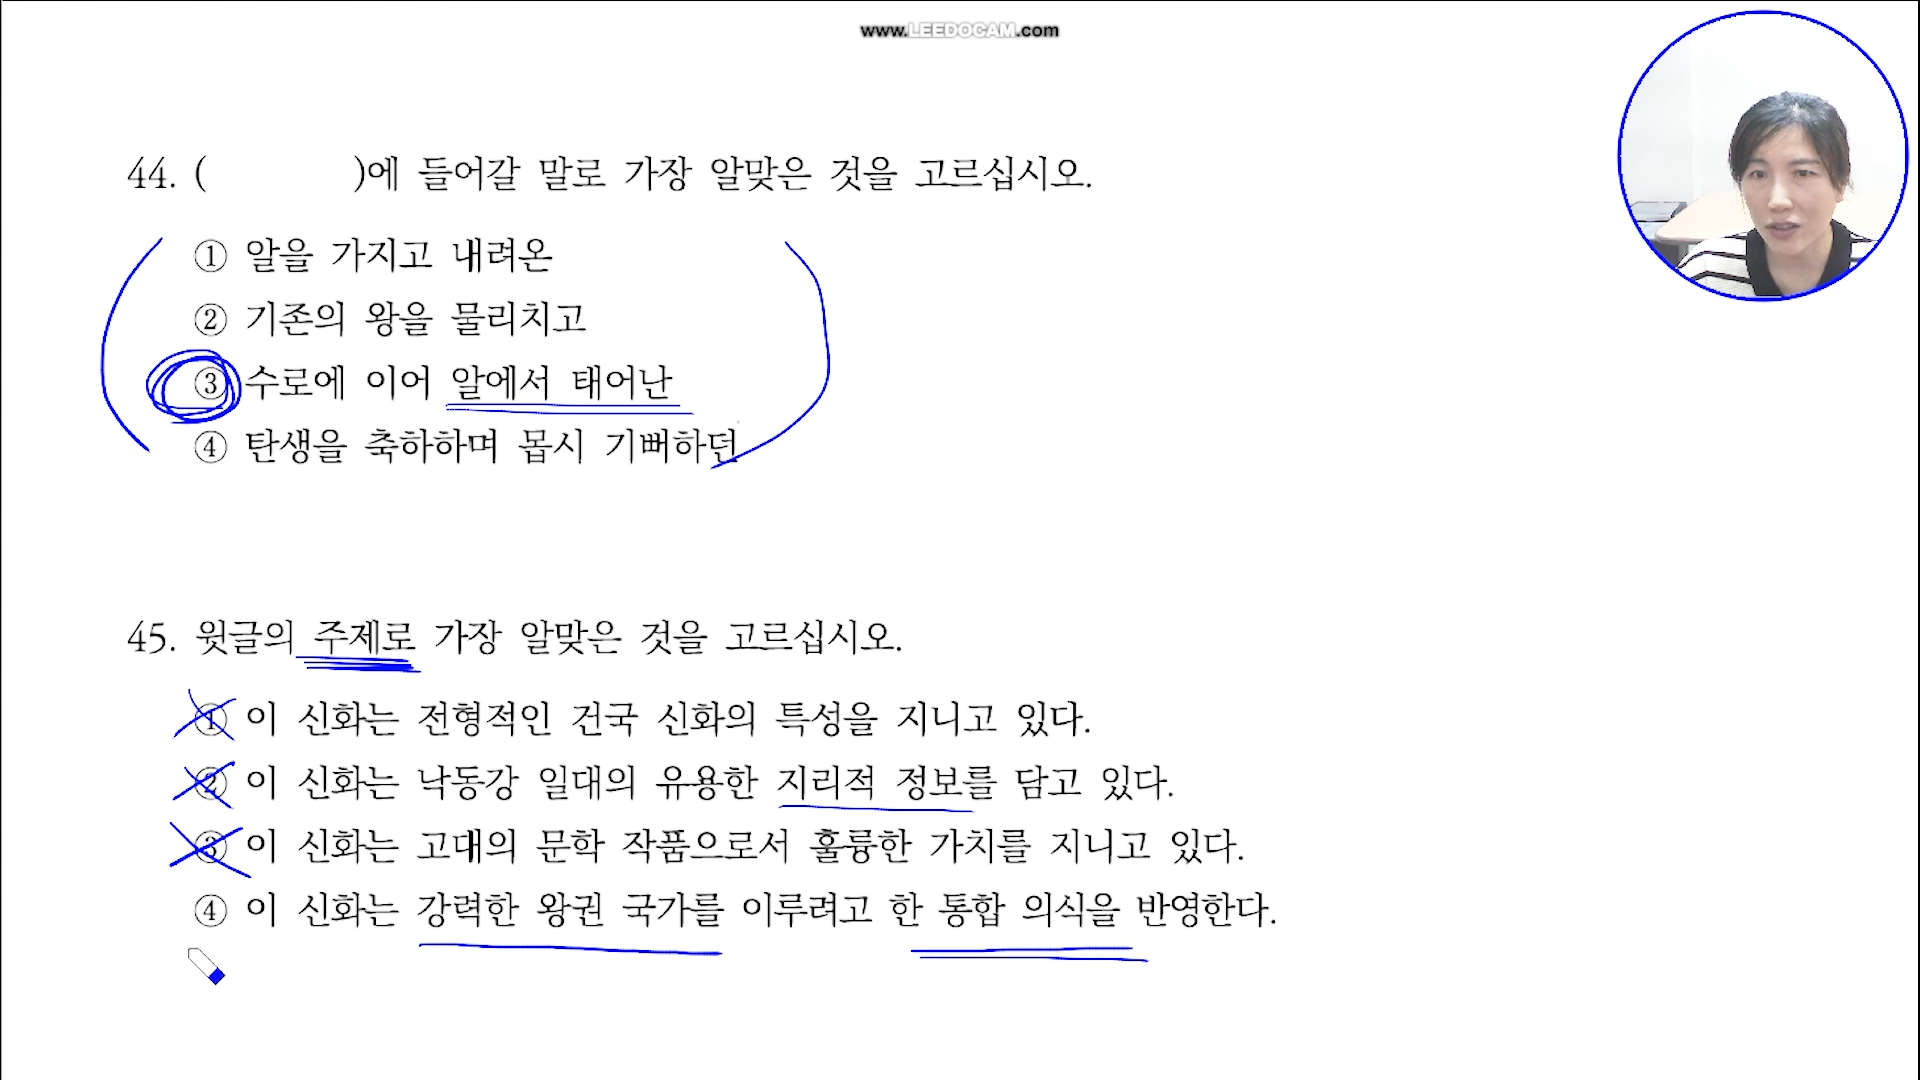 www.LEEDOCAM.com
44. ( )에 들어갈 말로 가장 알맞은 것을 고르십시오.
① 알을 가지고 내려온
② 기존의 왕을 물리치고
③ 수로에 이어 알에서 태어난
④ 탄생을 축하하며 몹시 기뻐하던
45. 윗글의 주제로 가장 알맞은 것을 고르십시오.
① 이 신화는 전형적인 건국 신화의 특성을 지니고 있다.
② 이 신화는 낙동강 일대의 유용한 지리적 정보를 담고 있다.
③ 이 신화는 고대의 문학 작품으로서 훌륭한 가치를 지니고 있다.
④ 이 신화는 강력한 왕권 국가를 이루려고 한 통합 의식을 반영한다.